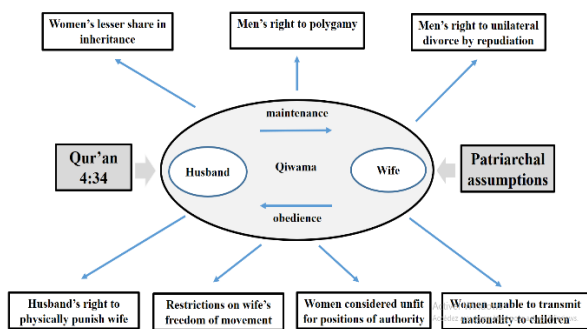 Women's lesser share in
inheritance
Men's right to polygamy
Men's right to unilateral
divorce by repudiation
maintenance
Qur'an
4:34
Husband
Qiwama
Wife
Patriarchal
assumptions
obedience
Husband's right to
physically punish wife
Restrictions on wife's
freedom of movement
Women considered unfit
for positions of authority
Women unable to transmit
nationality to children